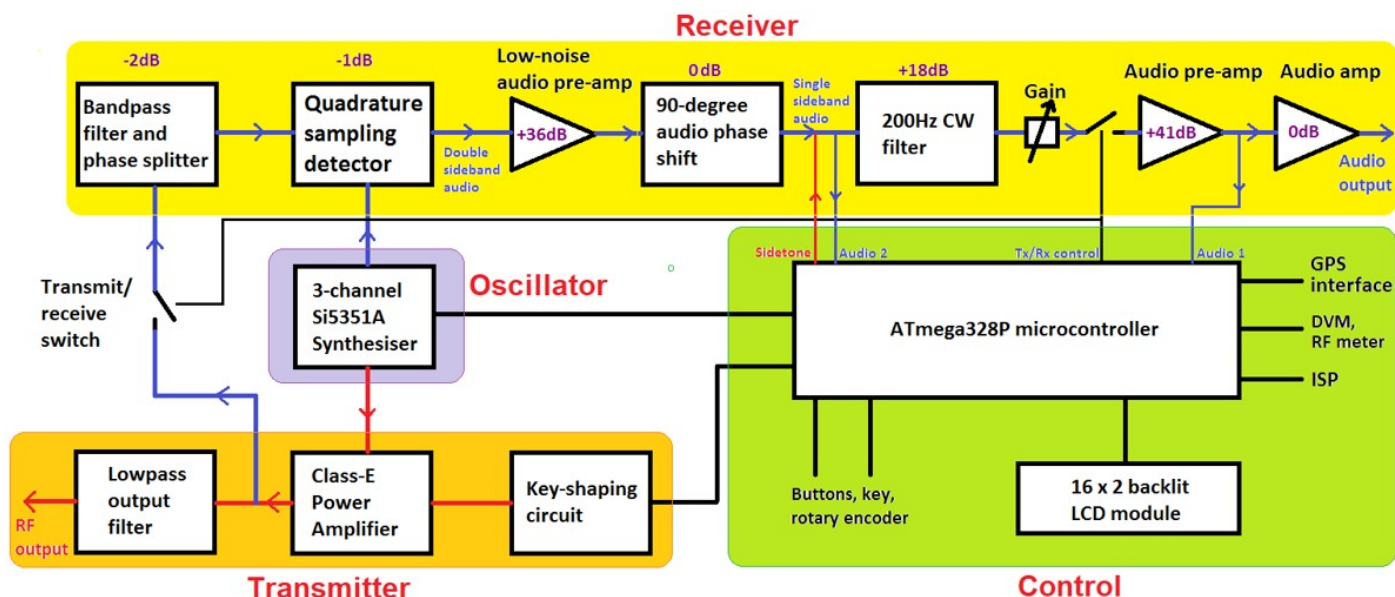 Receiver
-2dB
-1dB
Low-noise
audio pre-amp
0dB
Single
sideband
audio
+18dB
Gain
Audio pre-amp
Audio amp
Bandpass
filter and
phase splitter
Quadrature
sampling
detector
Double
sideband
audio
+36dB
90-degree
audio phase
shift
200Hz CW
filter
+41dB
0dB
Audio
output
Transmit/
receive
switch
3-channel
Si5351A
Synthesiser
Oscillator
Sidetone
Audio 2
Tx/Rx control
Audio 1
ATmega328P microcontroller
GPS
interface
DVM,
RF meter
ISP
Buttons, key,
rotary encoder
16 x 2 backlit
LCD module
RF
output
Lowpass
output
filter
Class-E
Power
Amplifier
Key-shaping
circuit
Transmitter
Control